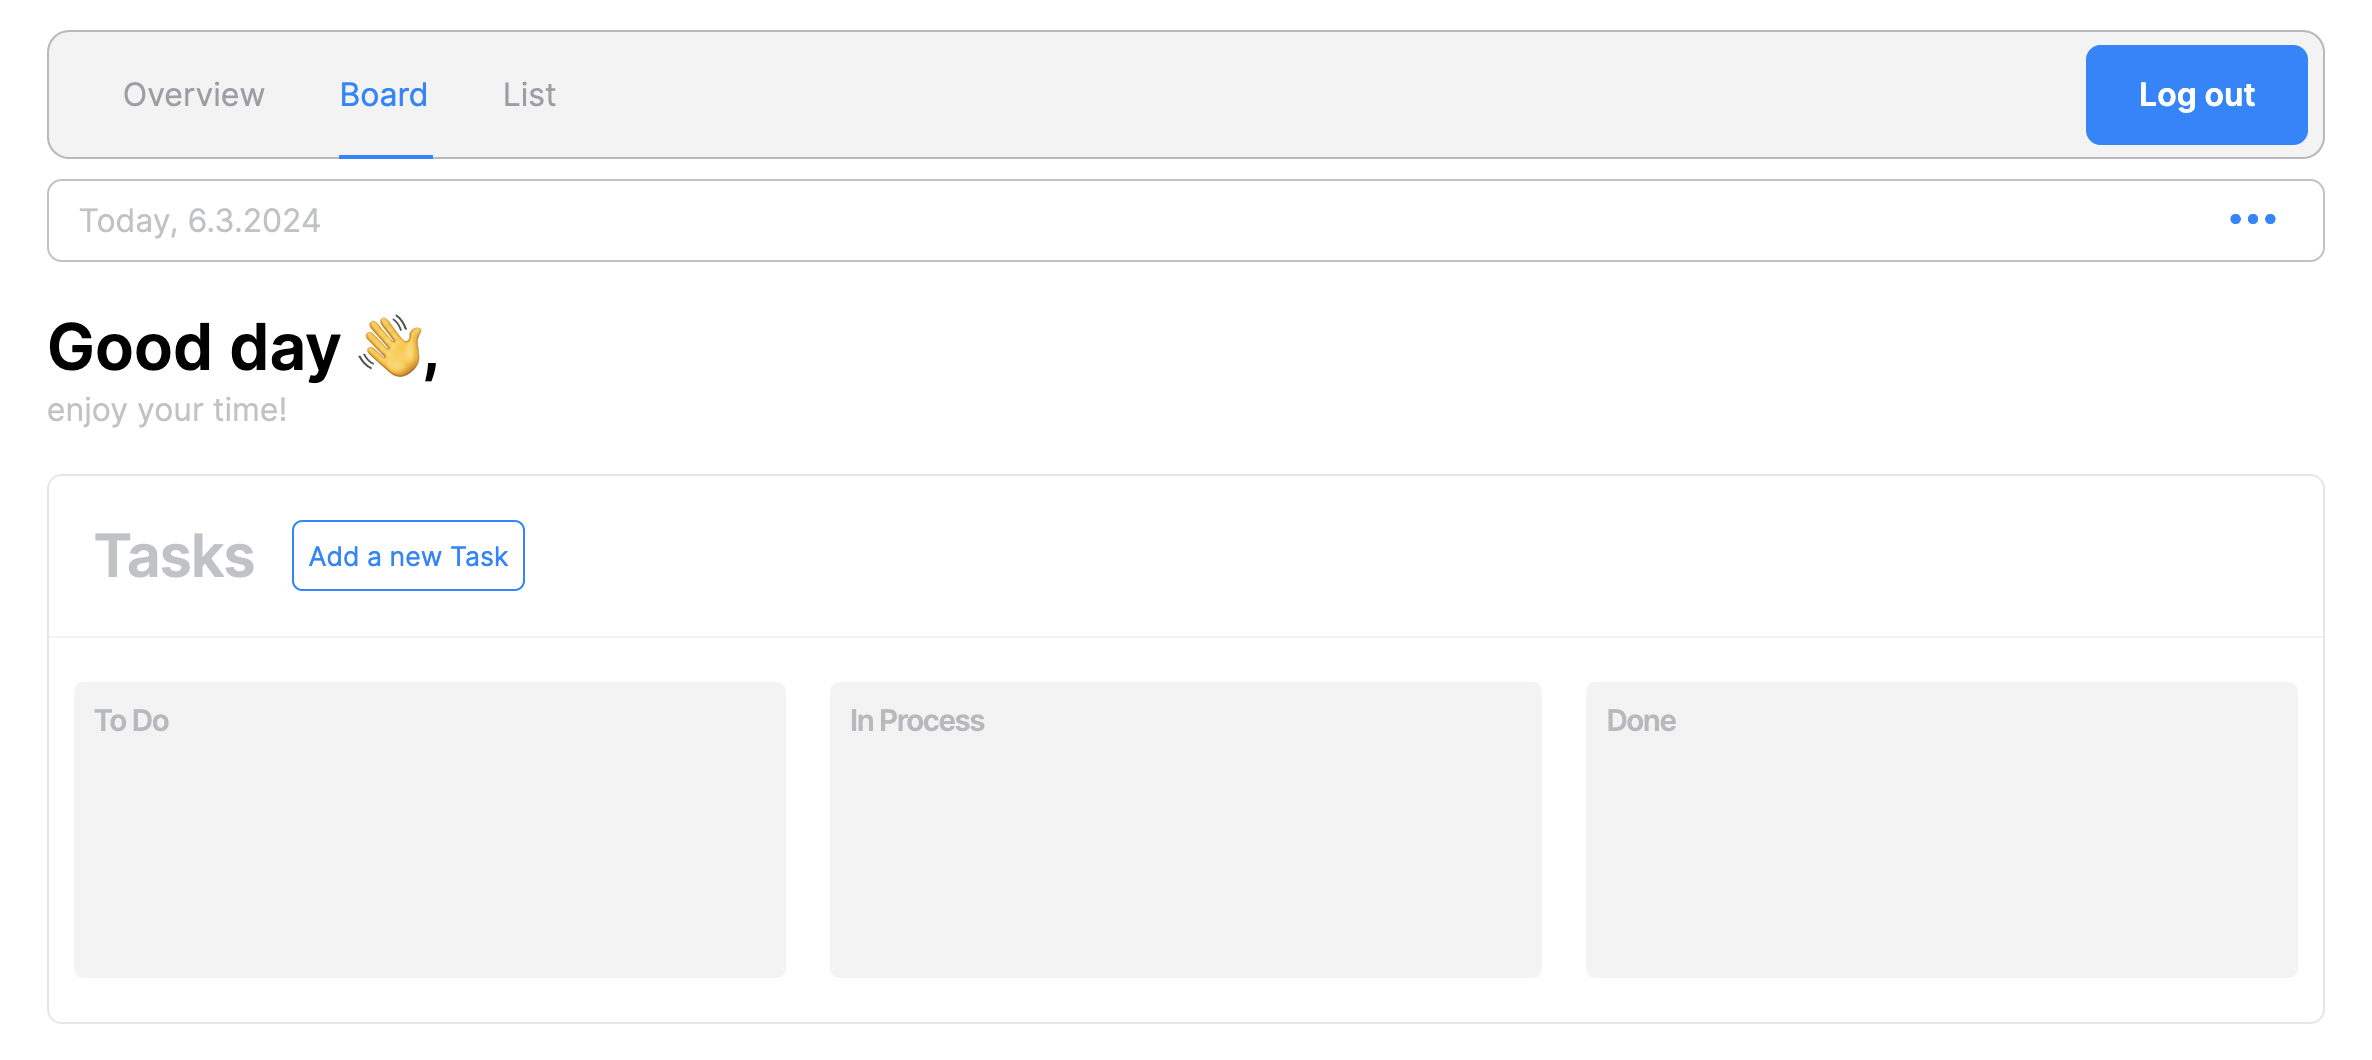 Overview Board List Log out
Today, 6.3.2024
Good day 👋,
enjoy your time!
Tasks Add a new Task
To Do In Process Done